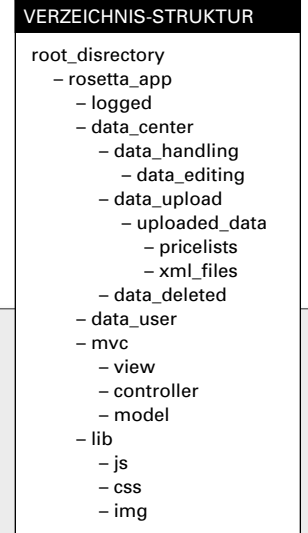 VERZEICHNIS-STRUKTUR
root_disrectory
– rosetta_app
– logged
– data_center
– data_handling
– data_editing
– data_upload
– uploaded_data
– pricelists
– xml_files
– data_deleted
– data_user
– mvc
– view
– controller
– model
– lib
– js
– css
– img